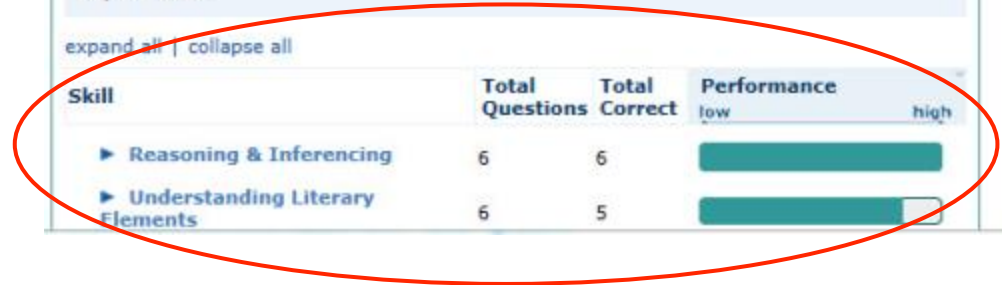 expand all | collapse all
Skill Total Questions Total Correct Performance
low high
► Reasoning & Inferencing 6 6
► Understanding Literary
Elements 6 5